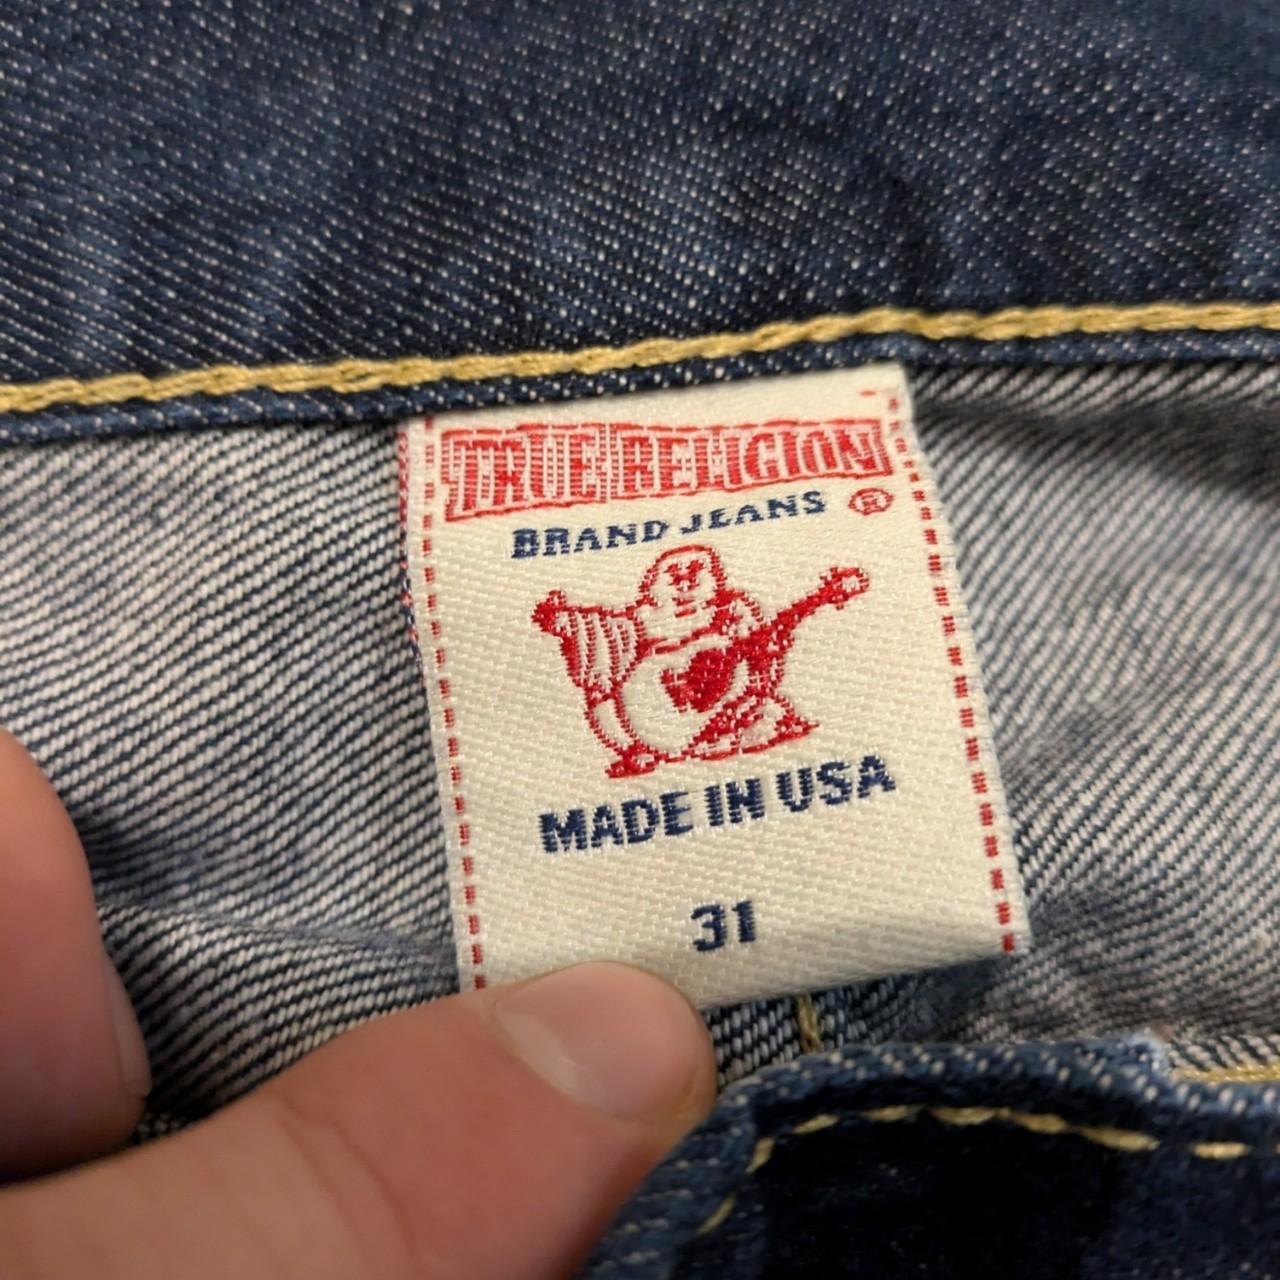 TRUE RELIGION
BRAND JEANS ®
MADE IN USA
31